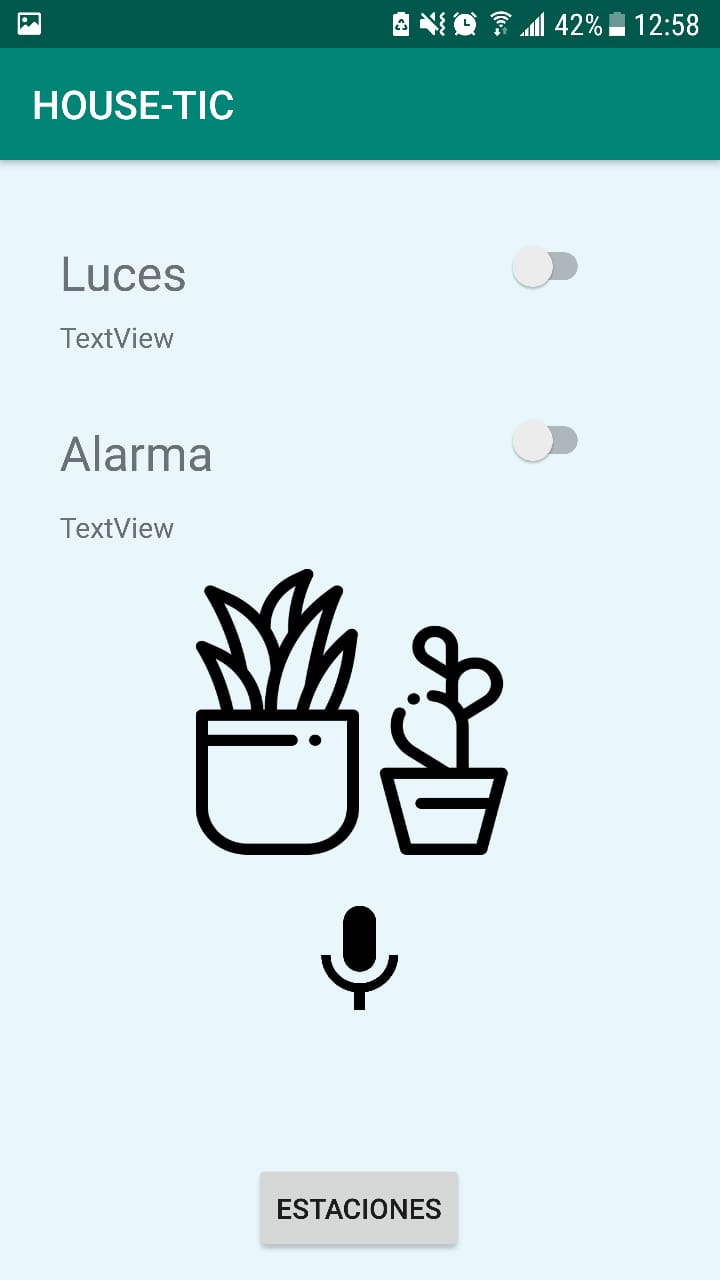 42% 12:58
HOUSE-TIC
Luces
TextView
Alarma
TextView
ESTACIONES